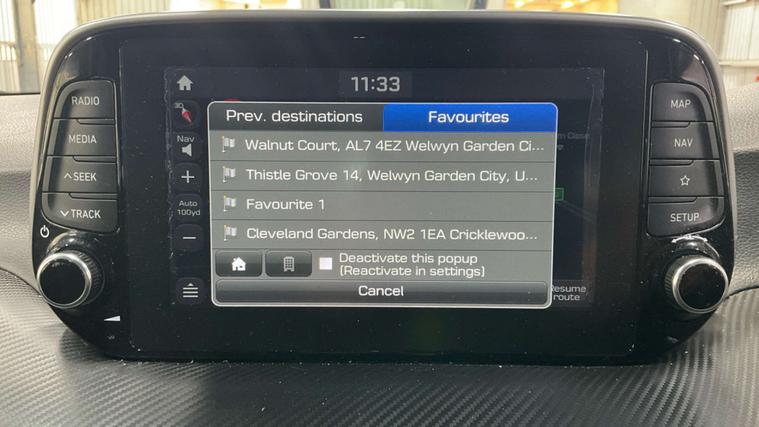 11:33
RADIO
MEDIA
∧ SEEK
∨ TRACK
MAP
NAV
SETUP
3D
Nav
Auto
100yd
Prev. destinations
Favourites
Walnut Court, AL7 4EZ Welwyn Garden Ci...
Thistle Grove 14, Welwyn Garden City, U...
Favourite 1
Cleveland Gardens, NW2 1EA Cricklewoo...
Deactivate this popup
(Reactivate in settings)
Cancel
Close
Resume
route